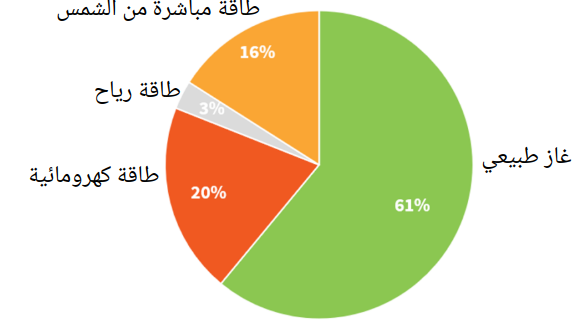 طاقة مباشرة من الشمس
16%
طاقة رياح
3%
غاز طبيعي
طاقة كهرومائية
20%
61%